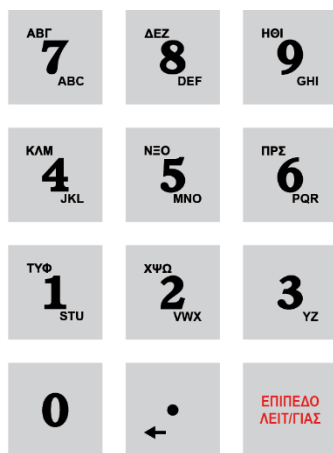 ΑΒΓ ΔΕΖ ΗΘΙ
7 8 9
ABC DEF GHI
ΚΛΜ ΝΞΟ ΠΡΣ
4 5 6
JKL MNO PQR
ΤΥΦ ΧΨΩ
1 2 3
STU VWX YZ
0 . ΕΠΙΠΕΔΟ
← ΛΕΙΤ/ΓΙΑΣ